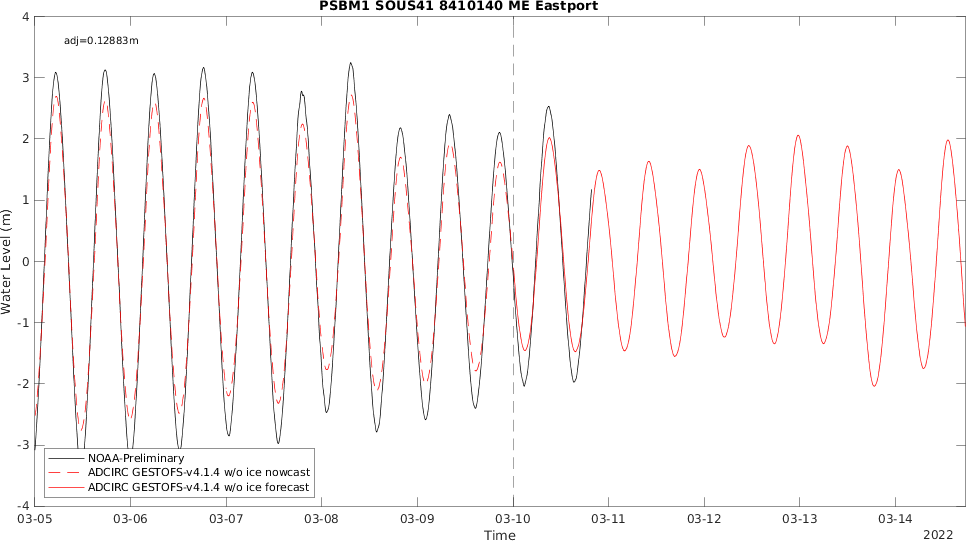 PSBM1 SOUS41 8410140 ME Eastport
adj=0.12883m
Water Level (m)
4
3
2
1
0
-1
-2
-3
-4
NOAA-Preliminary
ADCIRC GESTOFS-v4.1.4 w/o ice nowcast
ADCIRC GESTOFS-v4.1.4 w/o ice forecast
03-05 03-06 03-07 03-08 03-09 03-10 03-11 03-12 03-13 03-14
Time
2022